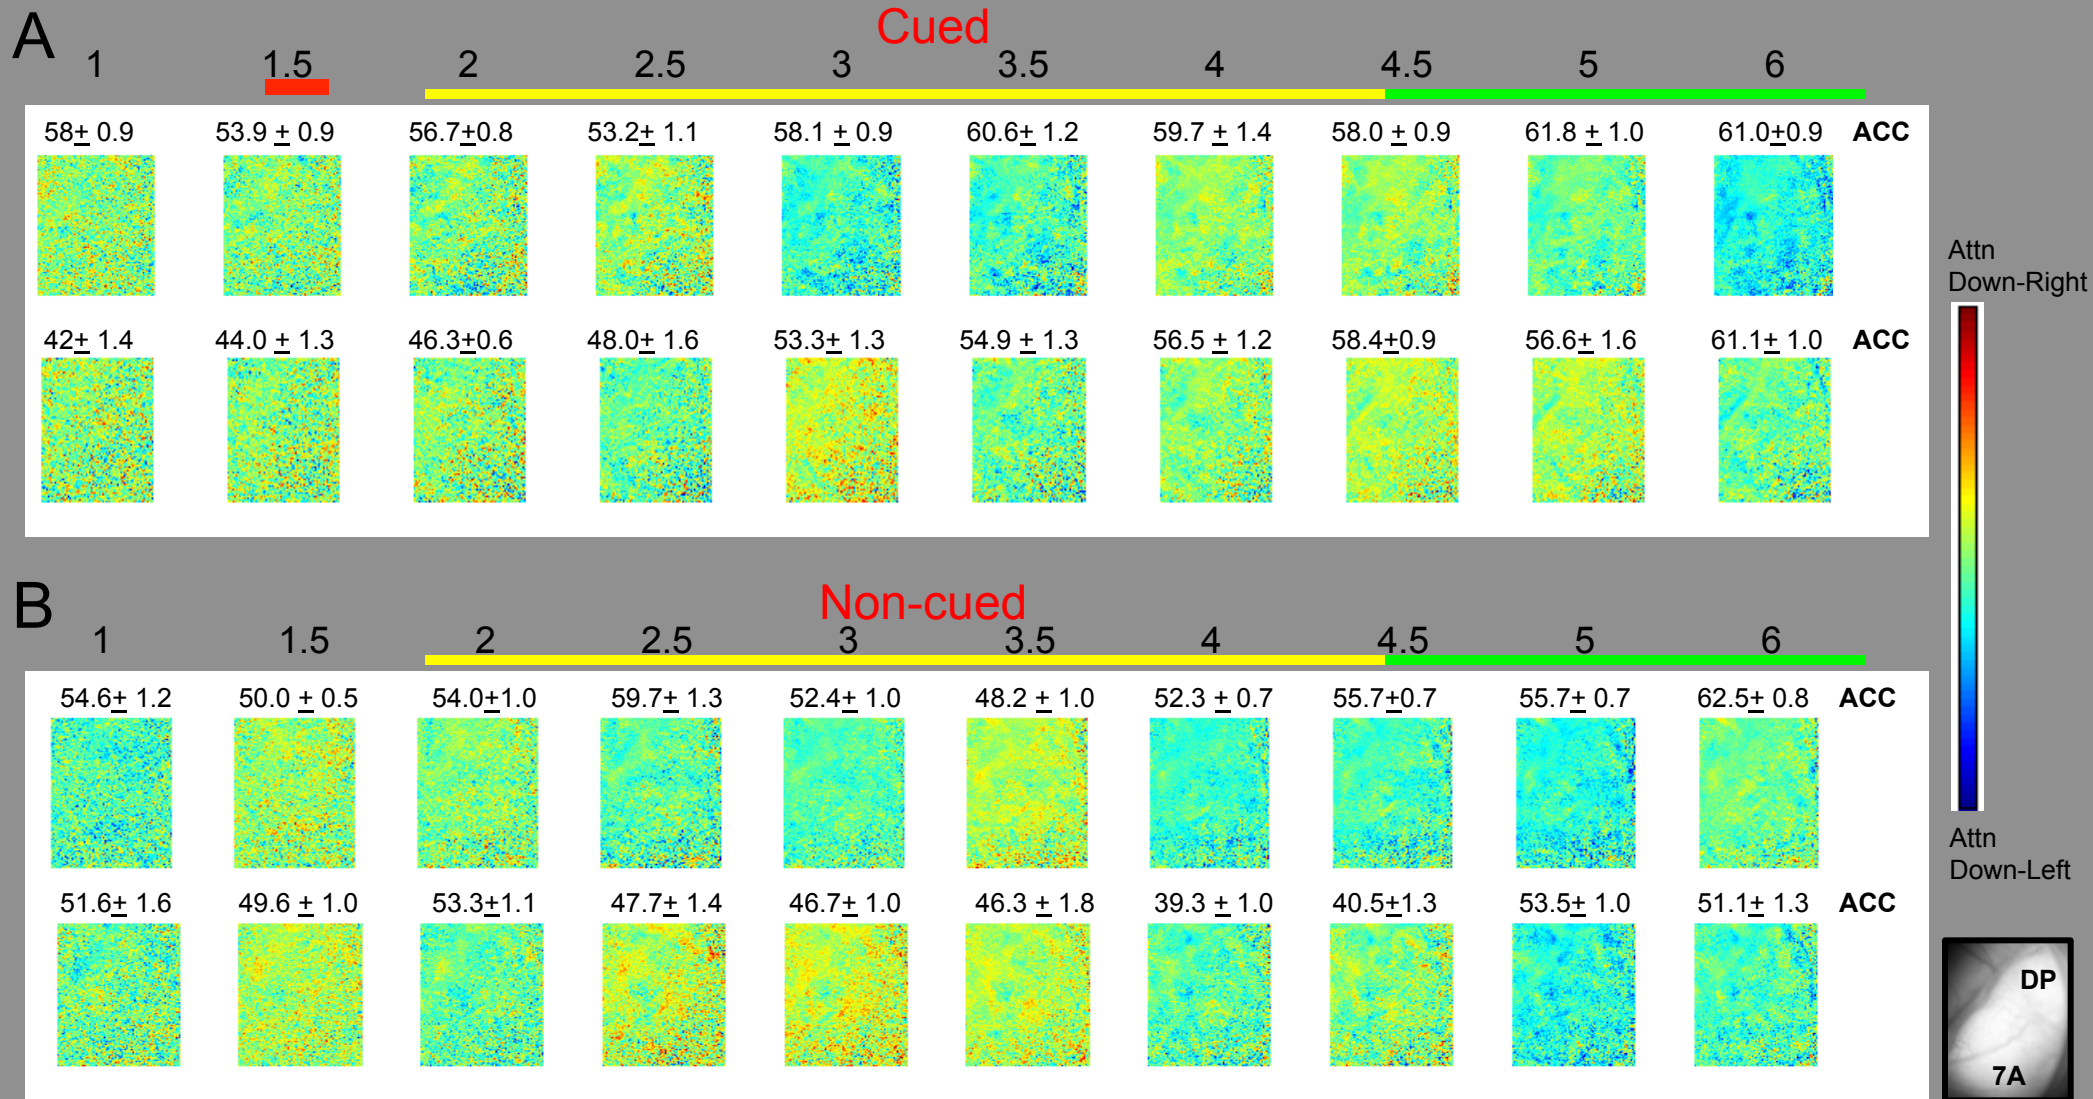 A
Cued
1 1.5 2 2.5 3 3.5 4 4.5 5 6
58± 0.9 53.9 ± 0.9 56.7±0.8 53.2± 1.1 58.1 ± 0.9 60.6± 1.2 59.7 ± 1.4 58.0 ± 0.9 61.8 ± 1.0 61.0±0.9 ACC
42± 1.4 44.0 ± 1.3 46.3±0.6 48.0± 1.6 53.3± 1.3 54.9 ± 1.3 56.5 ± 1.2 58.4±0.9 56.6± 1.6 61.1± 1.0 ACC
B
Non-cued
1 1.5 2 2.5 3 3.5 4 4.5 5 6
54.6± 1.2 50.0 ± 0.5 54.0±1.0 59.7± 1.3 52.4± 1.0 48.2 ± 1.0 52.3 ± 0.7 55.7±0.7 55.7± 0.7 62.5± 0.8 ACC
51.6± 1.6 49.6 ± 1.0 53.3±1.1 47.7± 1.4 46.7± 1.0 46.3 ± 1.8 39.3 ± 1.0 40.5±1.3 53.5± 1.0 51.1± 1.3 ACC
Attn
Down-Right
Attn
Down-Left
DP
7A